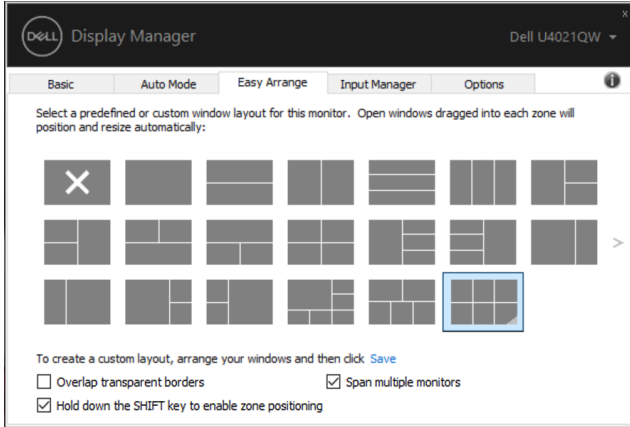 x
DELL Display Manager Dell U4021QW
Basic Auto Mode Easy Arrange Input Manager Options i
Select a predefined or custom window layout for this monitor. Open windows dragged into each zone will
position and resize automatically:
To create a custom layout, arrange your windows and then click Save
Overlap transparent borders Span multiple monitors
Hold down the SHIFT key to enable zone positioning